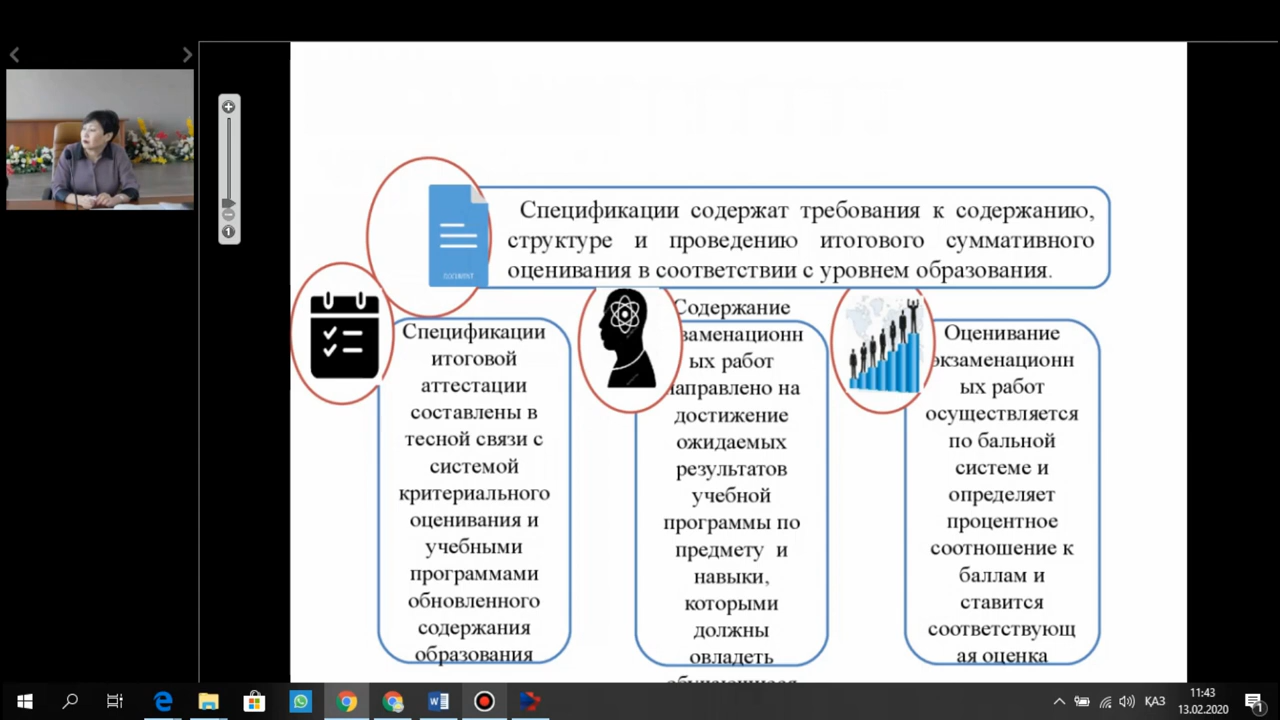 Спецификации содержат требования к содержанию,
структуре и проведению итогового суммативного
оценивания в соответствии с уровнем образования.
Спецификации
итоговой
аттестации
составлены в
тесной связи с
системой
критериального
оценивания и
учебными
программами
обновленного
содержания
образования
Содержание
ых работ
направлено на
достижение
ожидаемых
результатов
учебной
программы по
предмету и
навыки,
которыми
должны
овладеть
Оценивание
экзаменационн
ых работ
осуществляется
по бальной
системе и
определяет
процентное
соотношение к
баллам и
ставится
соответствующ
ая оценка
ҚАЗ
11:43
13.02.2020
1